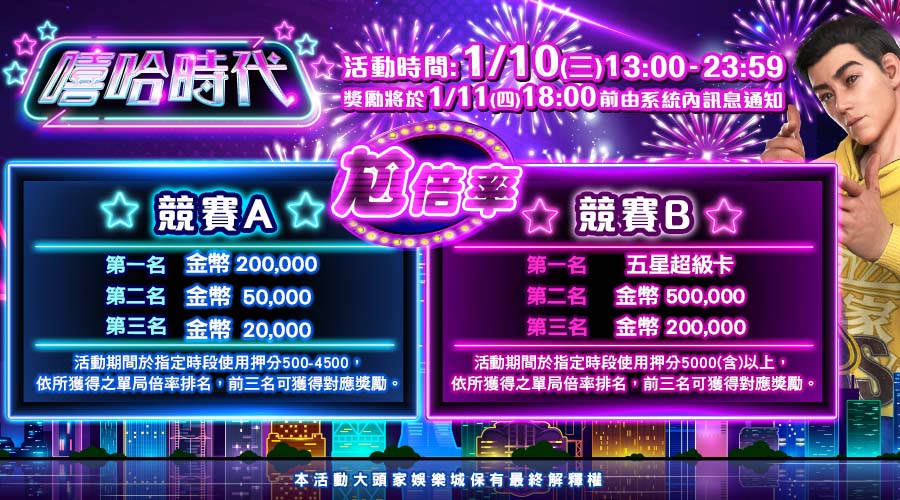 嘻哈時代
活動時間: 1/10(三)13:00-23:59
獎勵將於1/11(四)18:00前由系統內訊息通知
尬倍率
競賽A
第一名 金幣 200,000
第二名 金幣 50,000
第三名 金幣 20,000
活動期間於指定時段使用押分500-4500，
依所獲得之單局倍率排名，前三名可獲得對應獎勵。
競賽B
第一名 五星超級卡
第二名 金幣 500,000
第三名 金幣 200,000
活動期間於指定時段使用押分5000(含)以上，
依所獲得之單局倍率排名，前三名可獲得對應獎勵。
家
本活動大頭家娛樂城保有最終解釋權